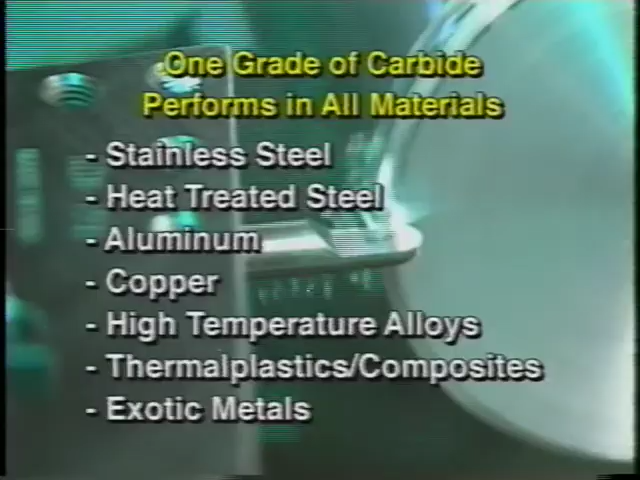 One Grade of Carbide
Performs in All Materials
- Stainless Steel
- Heat Treated Steel
- Aluminum
- Copper
- High Temperature Alloys
- Thermalplastics/Composites
- Exotic Metals